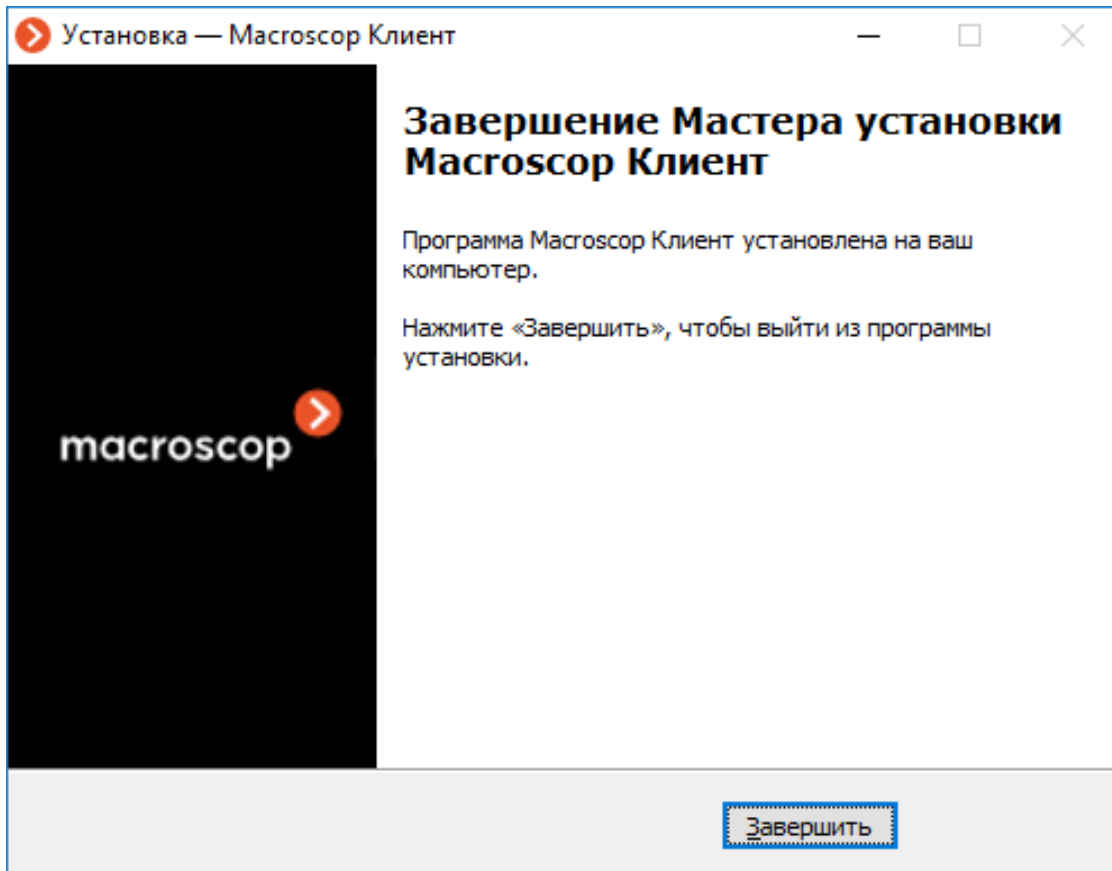 Установка — Macroscop Клиент
Завершение Мастера установки
Macroscop Клиент
Программа Macroscop Клиент установлена на ваш
компьютер.
Нажмите «Завершить», чтобы выйти из программы
установки.
macroscop
Завершить